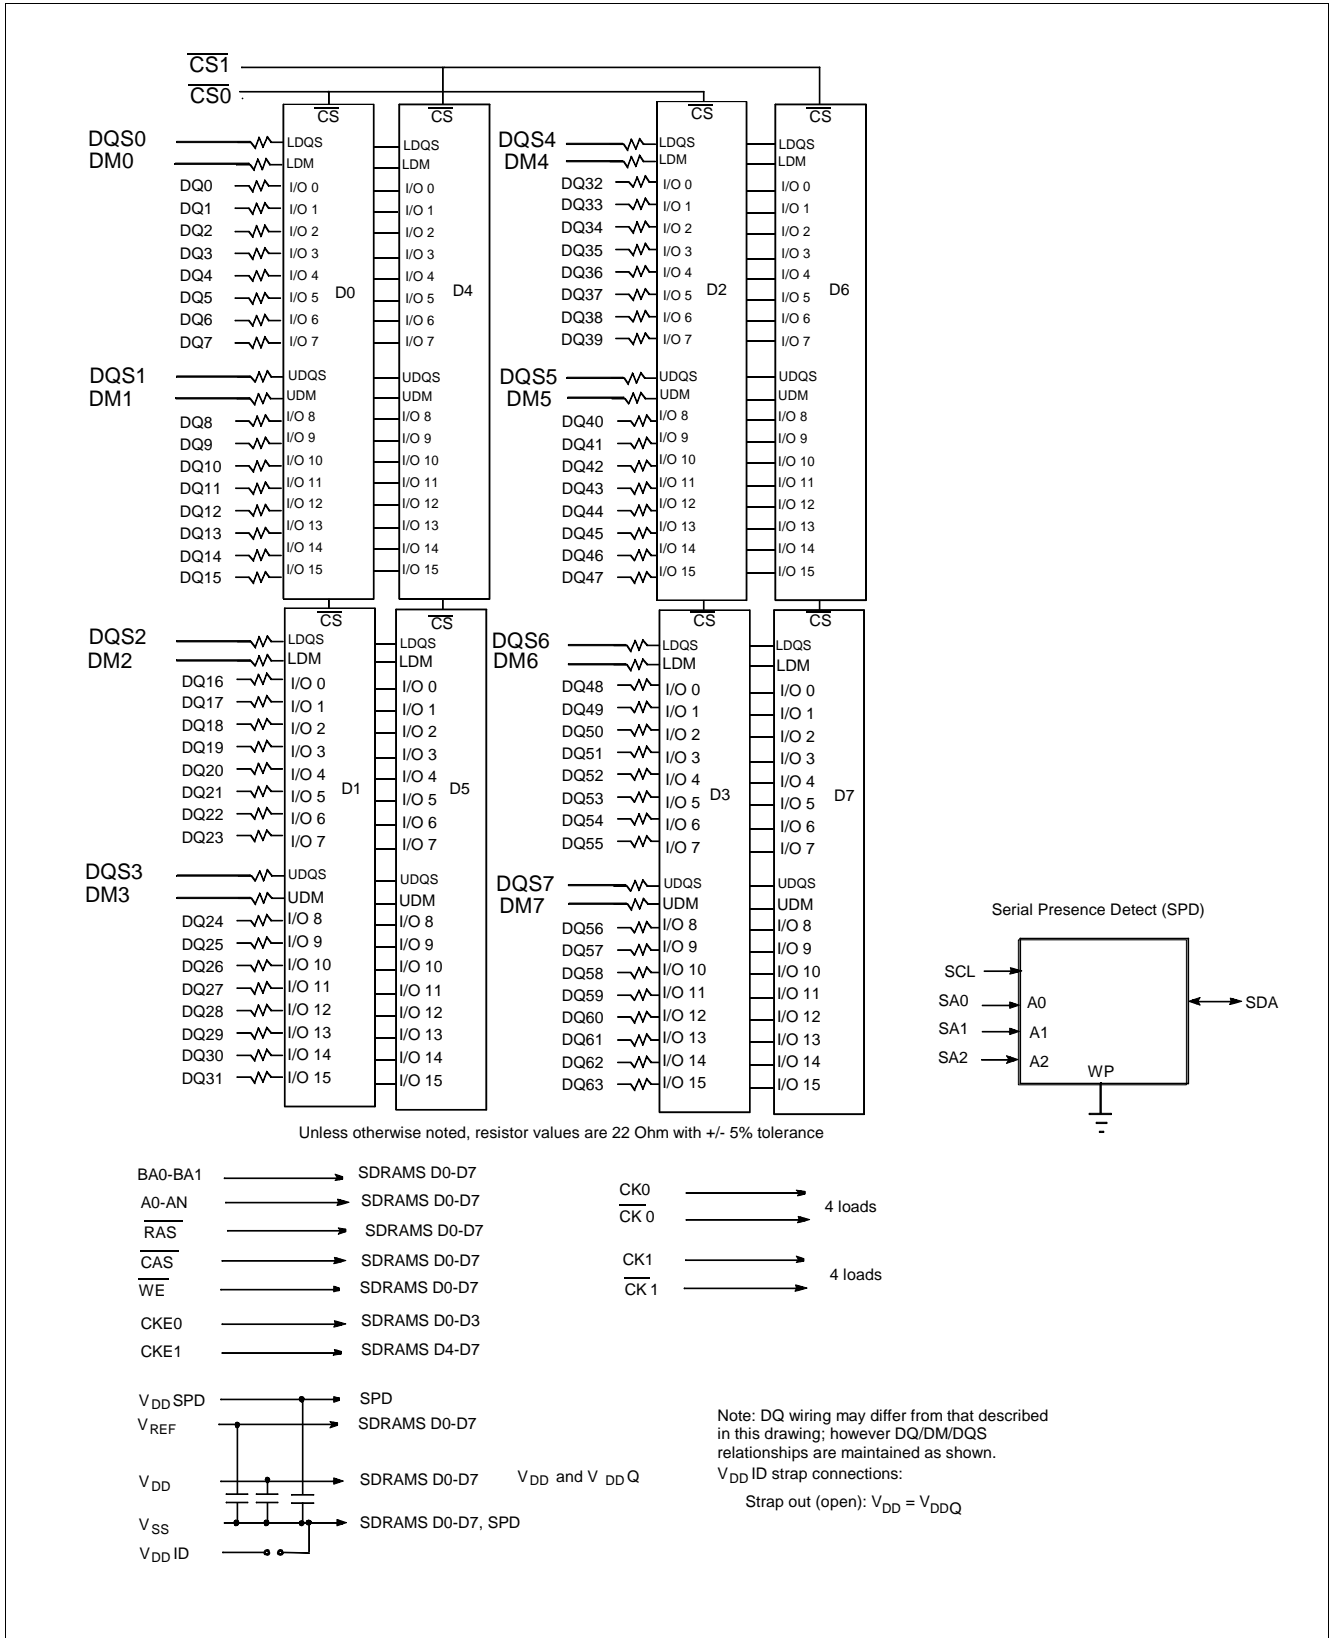 CS1
CS0
CS
CS
CS
CS
DQS0
DM0
LDQS
LDM
DQ0 I/O 0
DQ1 I/O 1
DQ2 I/O 2
DQ3 I/O 3
DQ4 I/O 4
DQ5 I/O 5
DQ6 I/O 6
DQ7 I/O 7
D0
DQS1
DM1
UDQS
UDM
DQ8 I/O 8
DQ9 I/O 9
DQ10 I/O 10
DQ11 I/O 11
DQ12 I/O 12
DQ13 I/O 13
DQ14 I/O 14
DQ15 I/O 15
LDQS
LDM
I/O 0
I/O 1
I/O 2
I/O 3
I/O 4
I/O 5
I/O 6
I/O 7
D4
UDQS
UDM
I/O 8
I/O 9
I/O 10
I/O 11
I/O 12
I/O 13
I/O 14
I/O 15
DQS4
DM4
LDQS
LDM
DQ32 I/O 0
DQ33 I/O 1
DQ34 I/O 2
DQ35 I/O 3
DQ36 I/O 4
DQ37 I/O 5
DQ38 I/O 6
DQ39 I/O 7
D2
DQS5
DM5
UDQS
UDM
DQ40 I/O 8
DQ41 I/O 9
DQ42 I/O 10
DQ43 I/O 11
DQ44 I/O 12
DQ45 I/O 13
DQ46 I/O 14
DQ47 I/O 15
LDQS
LDM
I/O 0
I/O 1
I/O 2
I/O 3
I/O 4
I/O 5
I/O 6
I/O 7
D6
UDQS
UDM
I/O 8
I/O 9
I/O 10
I/O 11
I/O 12
I/O 13
I/O 14
I/O 15
CS
CS
CS
CS
DQS2
DM2
LDQS
LDM
DQ16 I/O 0
DQ17 I/O 1
DQ18 I/O 2
DQ19 I/O 3
DQ20 I/O 4
DQ21 I/O 5
DQ22 I/O 6
DQ23 I/O 7
D1
DQS3
DM3
UDQS
UDM
DQ24 I/O 8
DQ25 I/O 9
DQ26 I/O 10
DQ27 I/O 11
DQ28 I/O 12
DQ29 I/O 13
DQ30 I/O 14
DQ31 I/O 15
LDQS
LDM
I/O 0
I/O 1
I/O 2
I/O 3
I/O 4
I/O 5
I/O 6
I/O 7
D5
UDQS
UDM
I/O 8
I/O 9
I/O 10
I/O 11
I/O 12
I/O 13
I/O 14
I/O 15
DQS6
DM6
LDQS
LDM
DQ48 I/O 0
DQ49 I/O 1
DQ50 I/O 2
DQ51 I/O 3
DQ52 I/O 4
DQ53 I/O 5
DQ54 I/O 6
DQ55 I/O 7
D3
DQS7
DM7
UDQS
UDM
DQ56 I/O 8
DQ57 I/O 9
DQ58 I/O 10
DQ59 I/O 11
DQ60 I/O 12
DQ61 I/O 13
DQ62 I/O 14
DQ63 I/O 15
LDQS
LDM
I/O 0
I/O 1
I/O 2
I/O 3
I/O 4
I/O 5
I/O 6
I/O 7
D7
UDQS
UDM
I/O 8
I/O 9
I/O 10
I/O 11
I/O 12
I/O 13
I/O 14
I/O 15
Serial Presence Detect (SPD)
SCL
SA0 A0
SA1 A1
SA2 A2
WP
SDA
Unless otherwise noted, resistor values are 22 Ohm with +/- 5% tolerance
BA0-BA1 SDRAMS D0-D7
A0-AN SDRAMS D0-D7
RAS SDRAMS D0-D7
CAS SDRAMS D0-D7
WE SDRAMS D0-D7
CKE0 SDRAMS D0-D3
CKE1 SDRAMS D4-D7
CK0
CK 0
4 loads
CK1
CK 1
4 loads
VDD SPD SPD
VREF SDRAMS D0-D7
VDD SDRAMS D0-D7 VDD and V DD Q
VSS SDRAMS D0-D7, SPD
VDD ID
Note: DQ wiring may differ from that described
in this drawing; however DQ/DM/DQS
relationships are maintained as shown.
VDD ID strap connections:
Strap out (open): VDD = VDDQ